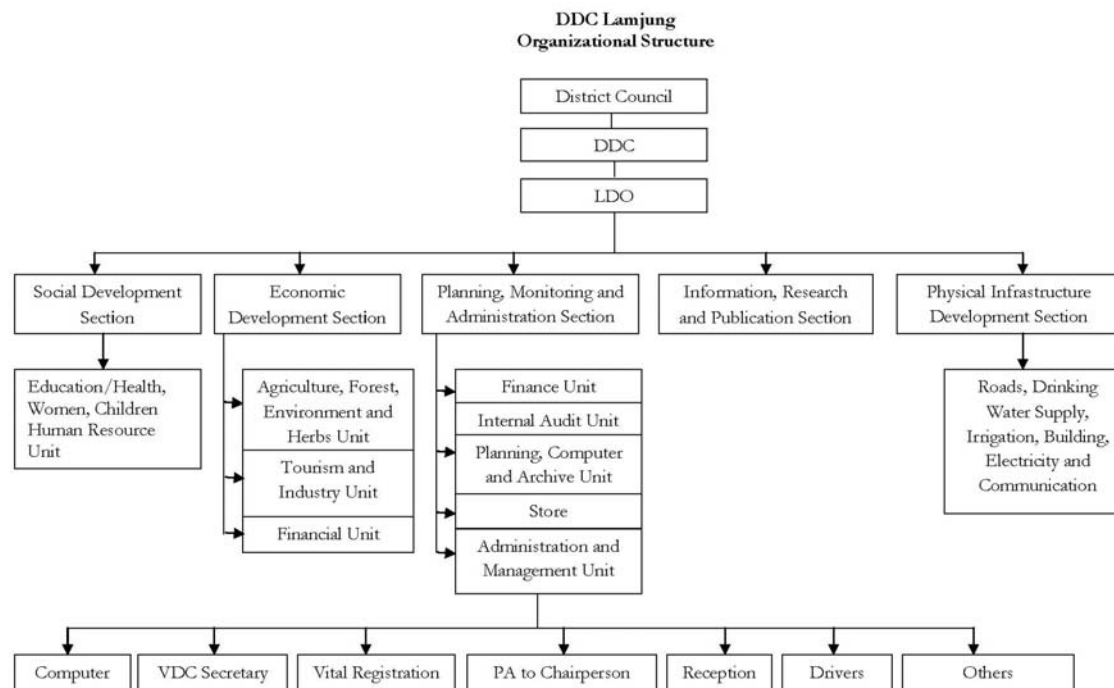 DDC Lamjung
Organizational Structure
District Council
DDC
LDO
Social Development
Section
Economic
Development Section
Planning, Monitoring and
Administration Section
Information, Research
and Publication Section
Physical Infrastructure
Development Section
Education/Health,
Women, Children
Human Resource
Unit
Agriculture, Forest,
Environment and
Herbs Unit
Tourism and
Industry Unit
Financial Unit
Finance Unit
Internal Audit Unit
Planning, Computer
and Archive Unit
Store
Administration and
Management Unit
Roads, Drinking
Water Supply,
Irrigation, Building,
Electricity and
Communication
Computer
VDC Secretary
Vital Registration
PA to Chairperson
Reception
Drivers
Others